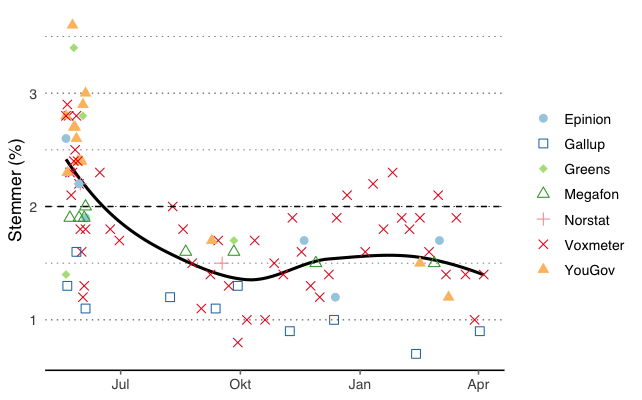 Stemmer (%)
3
2
1
Jul
Okt
Jan
Apr
Epinion
Gallup
Greens
Megafon
Norstat
Voxmeter
YouGov